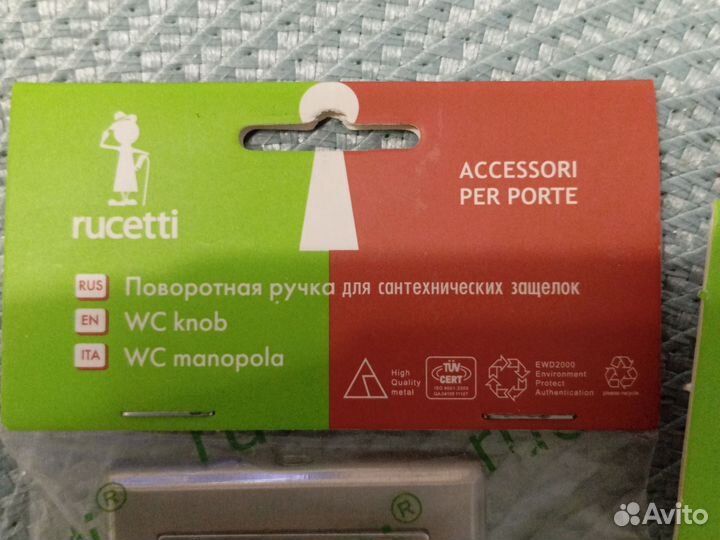 rucetti
ACCESSORI
PER PORTE
RUS Поворотная ручка для сантехнических защелок
EN WC knob
ITA WC manopola
High
Quality
metal
TÜV
CERT
EWD2000
Environment
Protect
Authentication
please recycle
rucetti
®
®
Avito